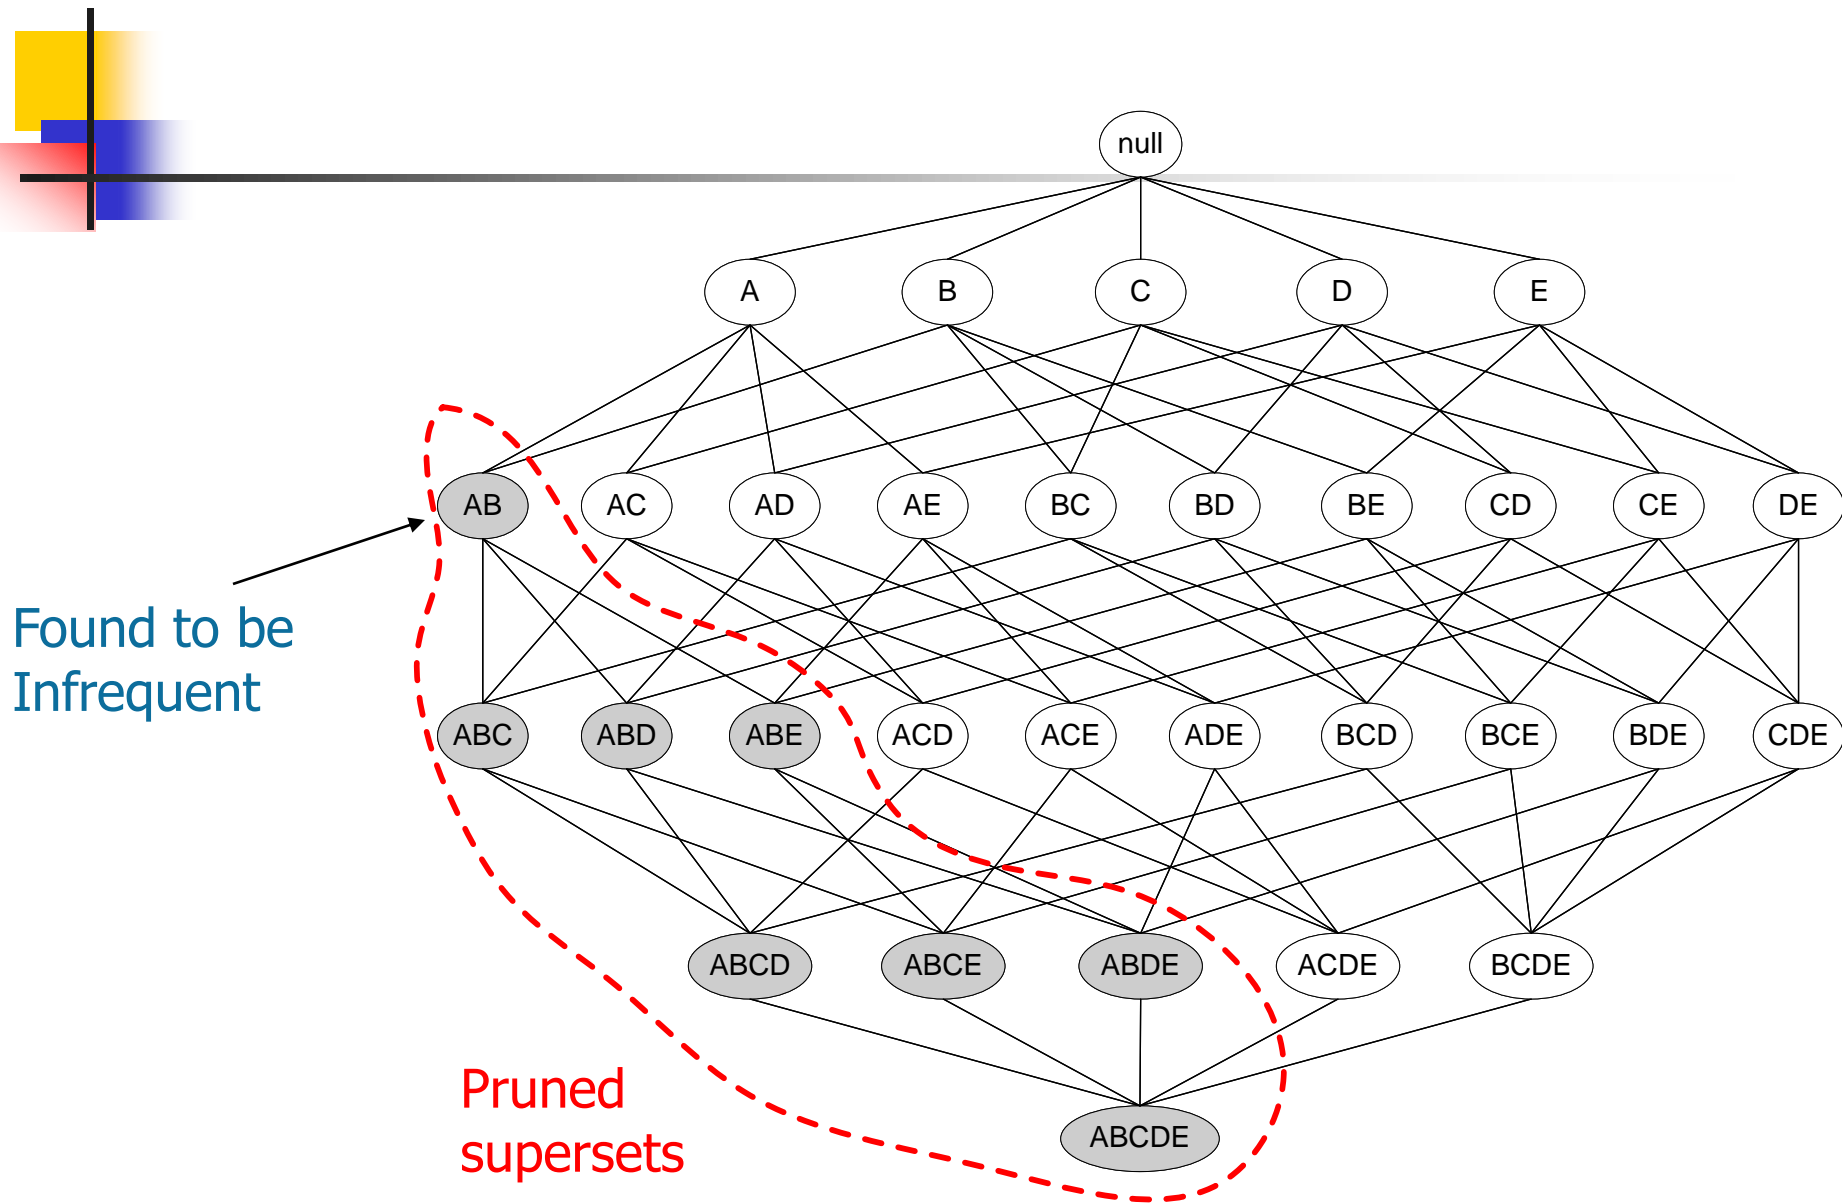 null
A B C D E
AB AC AD AE BC BD BE CD CE DE
Found to be
Infrequent
ABC ABD ABE ACD ACE ADE BCD BCE BDE CDE
ABCD ABCE ABDE ACDE BCDE
Pruned
supersets
ABCDE